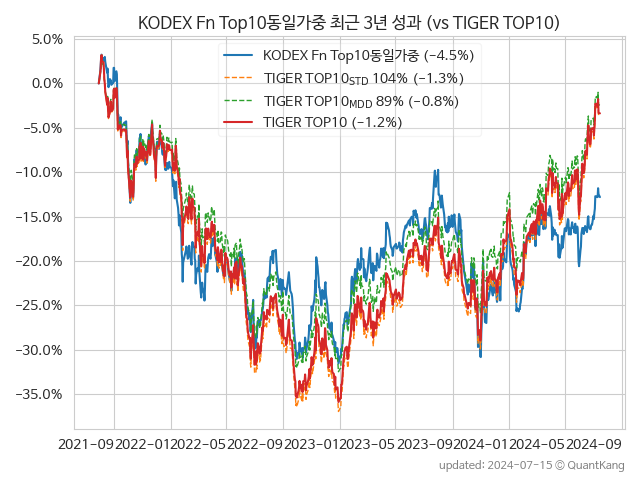 KODEX Fn Top10동일가중 최근 3년 성과 (vs TIGER TOP10)
KODEX Fn Top10동일가중 (−4.5%)
TIGER TOP10STD 104% (−1.3%)
TIGER TOP10MDD 89% (−0.8%)
TIGER TOP10 (−1.2%)
5.0%
0.0%
−5.0%
−10.0%
−15.0%
−20.0%
−25.0%
−30.0%
−35.0%
2021-09 2022-01 2022-05 2022-09 2023-01 2023-05 2023-09 2024-01 2024-05 2024-09
updated: 2024-07-15 © QuantKang